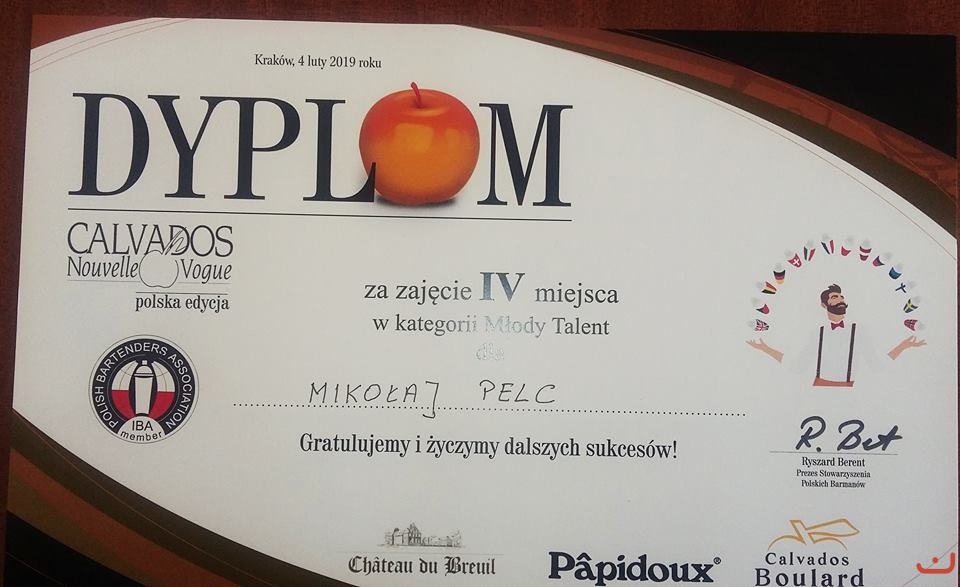 Kraków, 4 luty 2019 roku
DYPLOM
CALVADOS
Nouvelle Vogue
polska edycja
za zajęcie IV miejsca
w kategorii Młody Talent
dla
MIKOŁAJ PELC
POLISH BARTENDERS ASSOCIATION
IBA
member
Gratulujemy i życzymy dalszych sukcesów!
R. Bet
Ryszard Berent
Prezes Stowarzyszenia
Polskich Barmanów
Château du Breuil
Pâpidoux®
Calvados
Boulard